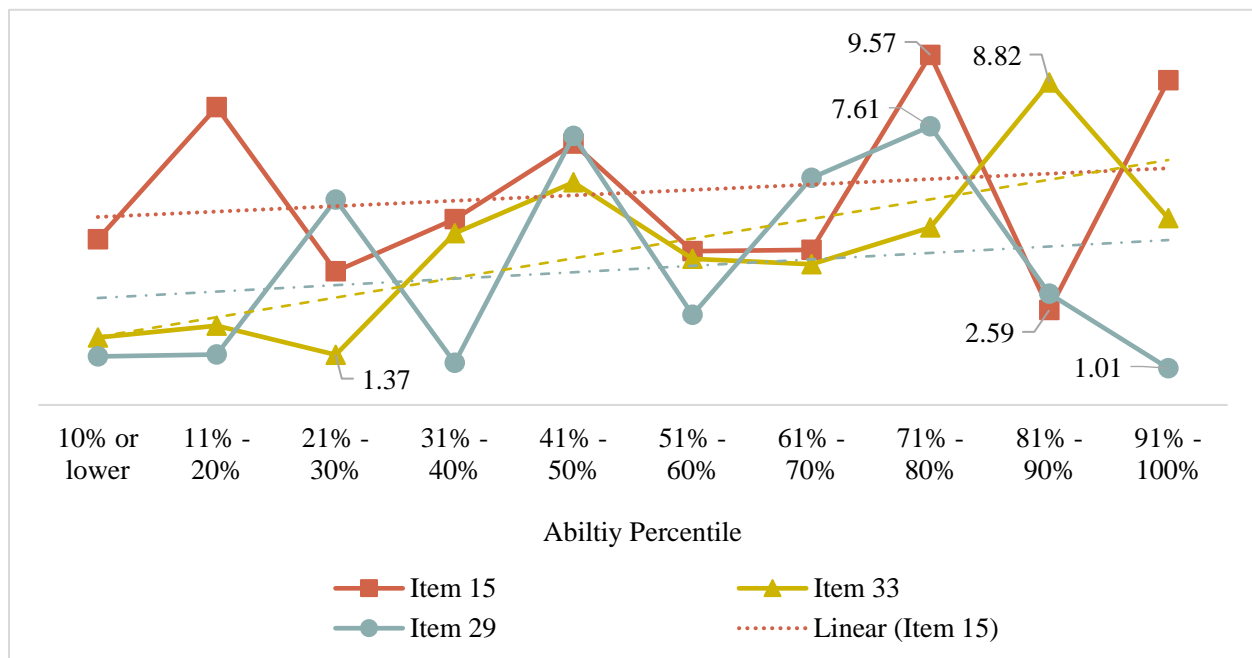 9.57
8.82
7.61
2.59
1.37
1.01
10% or lower
11% - 20%
21% - 30%
31% - 40%
41% - 50%
51% - 60%
61% - 70%
71% - 80%
81% - 90%
91% - 100%
Abiltiy Percentile
Item 15
Item 33
Item 29
Linear (Item 15)